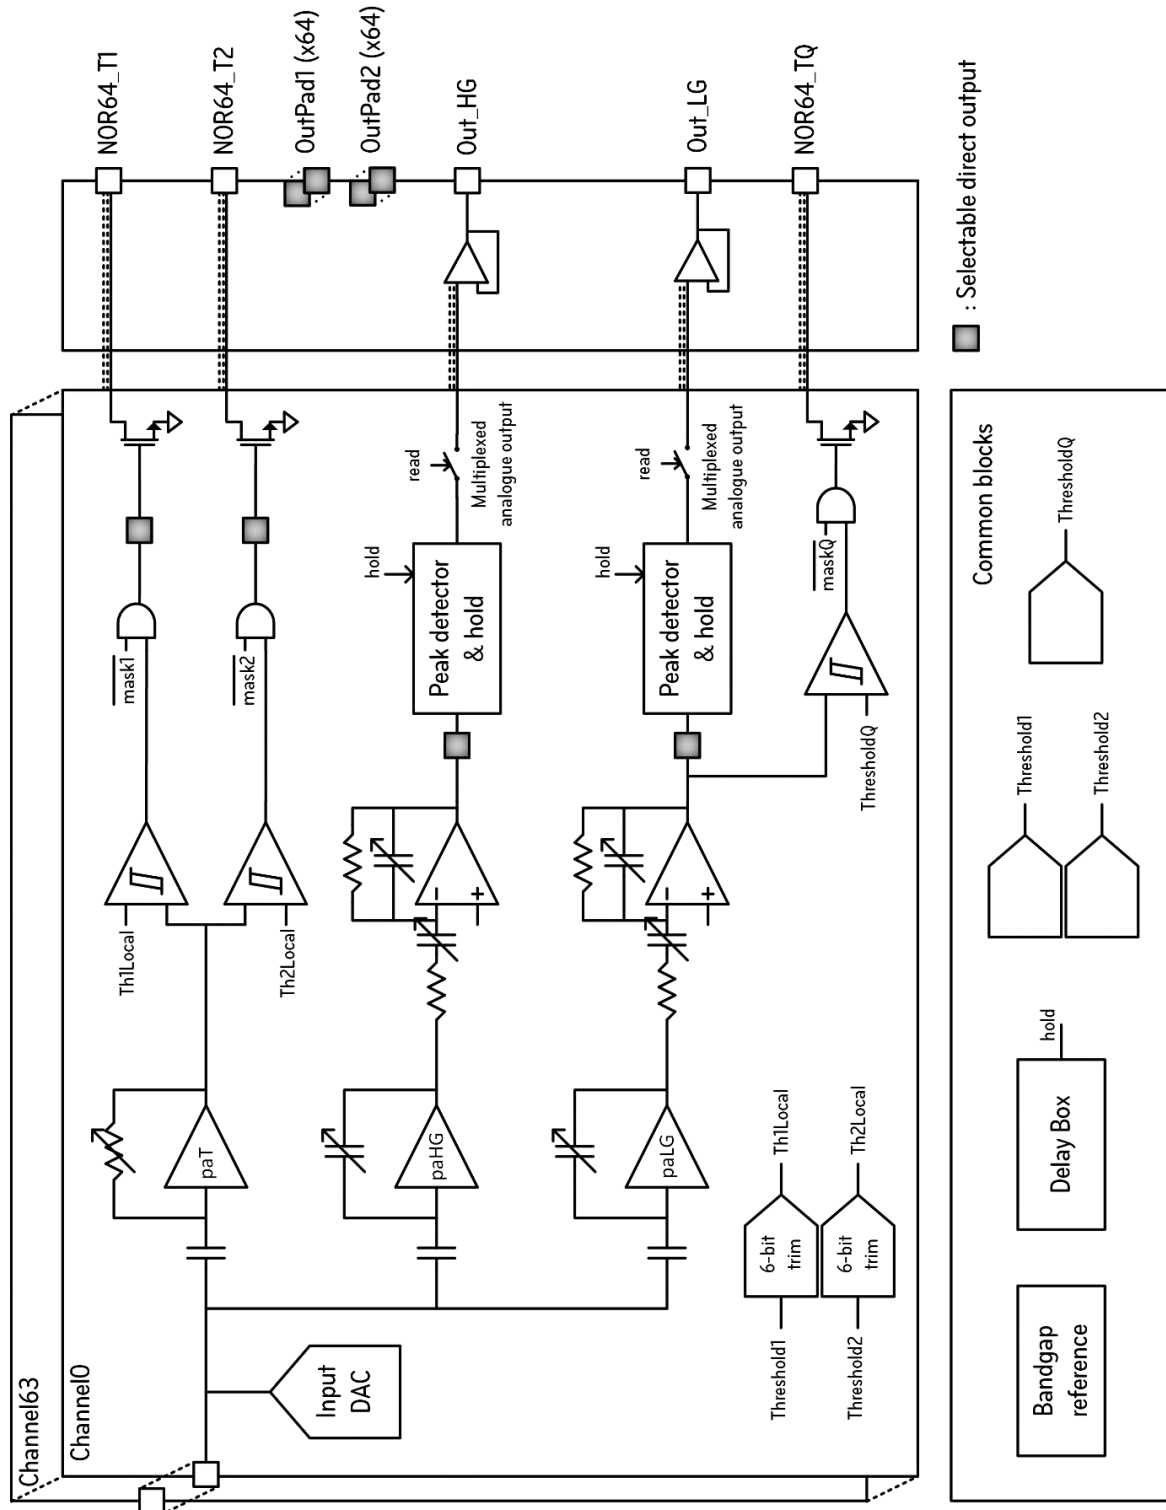 Channel63
Channel0
Input
DAC
paT
paHG
paLG
Th1Local
Th2Local
mask1
mask2
NOR64_T1
NOR64_T2
OutPad1 (x64)
OutPad2 (x64)
hold
Peak detector
& hold
read
Multiplexed
analogue output
Out_HG
hold
Peak detector
& hold
read
Multiplexed
analogue output
Out_LG
ThresholdQ
maskQ
NOR64_TQ
Threshold1
6-bit
trim
Th1Local
Threshold2
6-bit
trim
Th2Local
: Selectable direct output
Common blocks
Bandgap
reference
Delay Box
hold
Threshold1
Threshold2
ThresholdQ
−
+
−
+